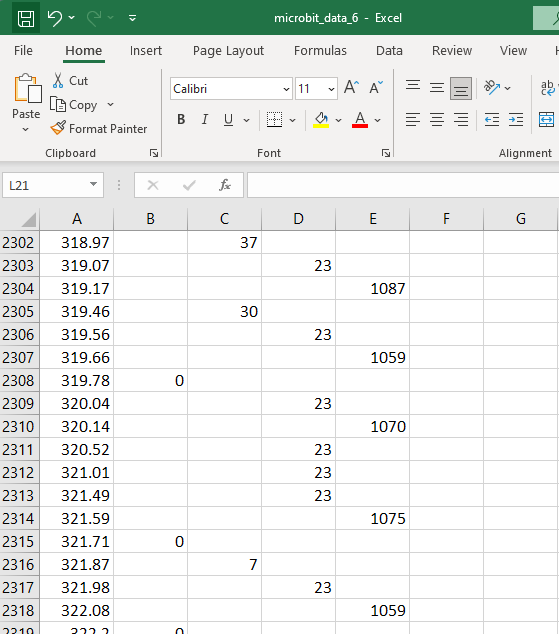 microbit_data_6 - Excel
File Home Insert Page Layout Formulas Data Review View
Cut
Copy
Format Painter
Paste
Calibri 11 A A
B I U A ab
Clipboard Font Alignment
L21 fx
A B C D E F G
2302 318.97 37
2303 319.07 23
2304 319.17 1087
2305 319.46 30
2306 319.56 23
2307 319.66 1059
2308 319.78 0
2309 320.04 23
2310 320.14 1070
2311 320.52 23
2312 321.01 23
2313 321.49 23
2314 321.59 1075
2315 321.71 0
2316 321.87 7
2317 321.98 23
2318 322.08 1059
2319 322.2 0